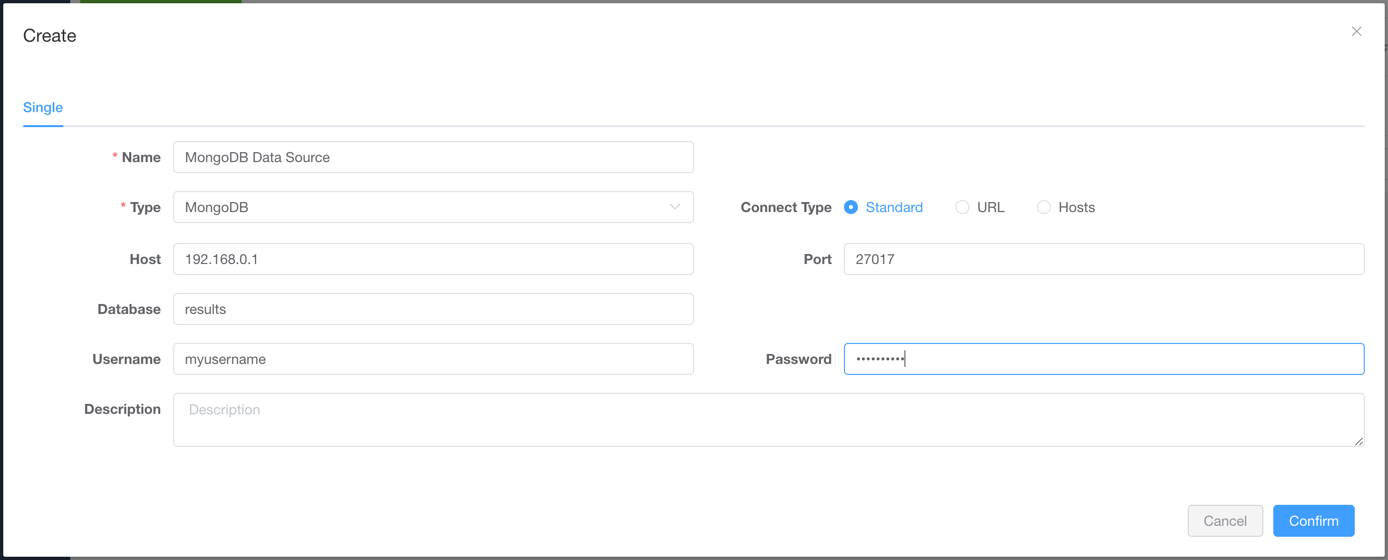 Create
Single
* Name MongoDB Data Source
* Type MongoDB Connect Type Standard URL Hosts
Host 192.168.0.1 Port 27017
Database results
Username myusername Password ••••••••••
Description Description
Cancel Confirm